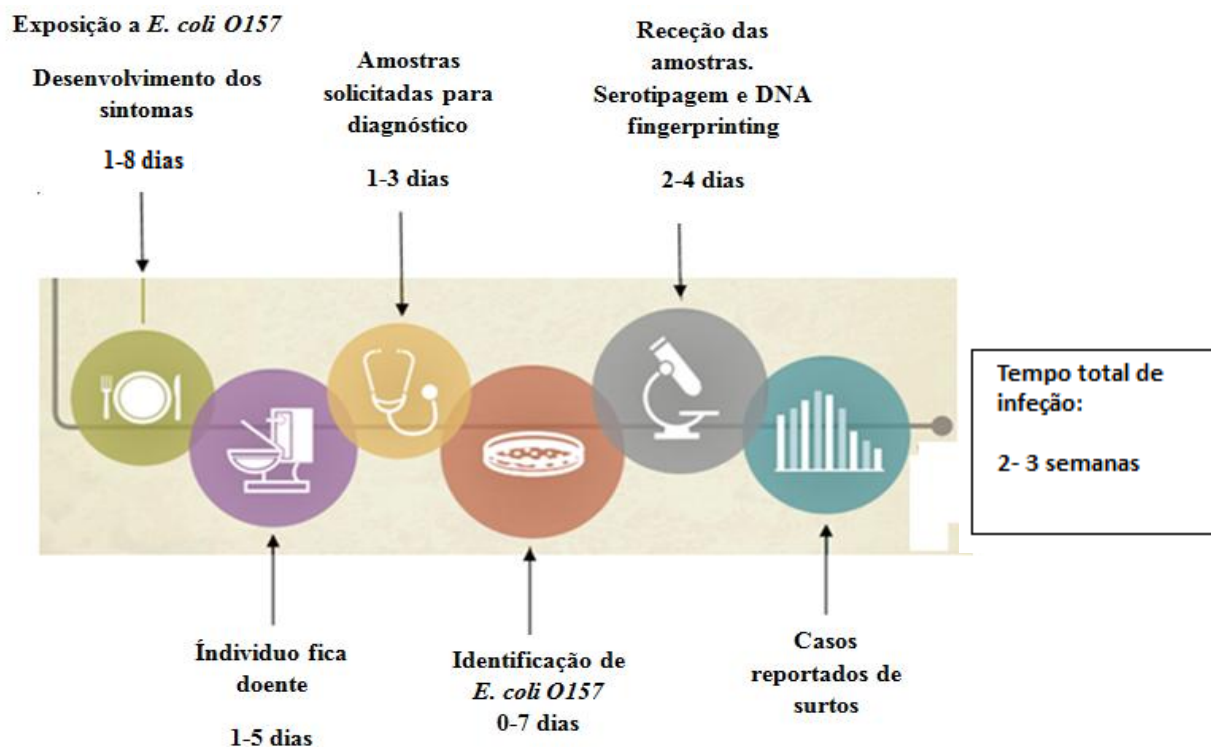 Exposição a E. coli O157
Desenvolvimento dos
sintomas
1-8 dias
Amostras
solicitadas para
diagnóstico
1-3 dias
Receção das
amostras.
Serotipagem e DNA
fingerprinting
2-4 dias
Tempo total de
infeção:
2- 3 semanas
Índividuo fica
doente
1-5 dias
Identificação de
E. coli O157
0-7 dias
Casos
reportados de
surtos